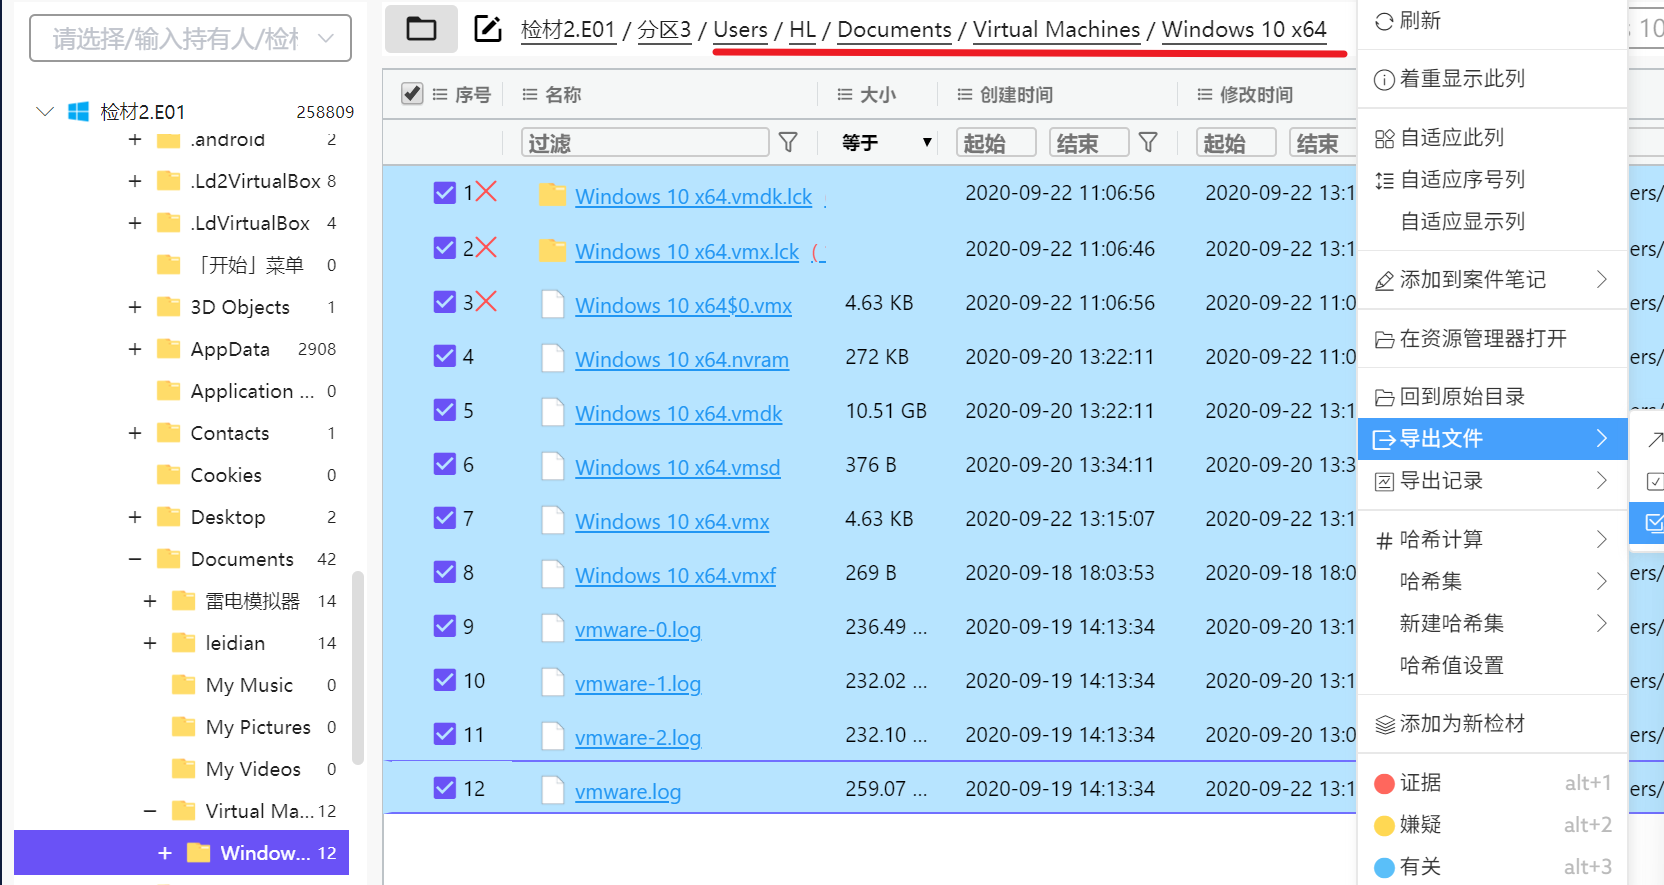 请选择/输入持有人/检材
检材2.E01 258809
.android 2
.Ld2VirtualBox 8
.LdVirtualBox 4
「开始」菜单 0
3D Objects 1
AppData 2908
Application ... 0
Contacts 1
Cookies 0
Desktop 2
Documents 42
雷电模拟器 14
leidian 14
My Music 0
My Pictures 0
My Videos 0
Virtual Ma... 12
Window... 12
检材2.E01 / 分区3 / Users / HL / Documents / Virtual Machines / Windows 10 x64
序号 名称 大小 创建时间 修改时间
过滤 等于 起始 结束 起始 结束
1 Windows 10 x64.vmdk.lck 2020-09-22 11:06:56 2020-09-22 13:1
2 Windows 10 x64.vmx.lck ( 2020-09-22 11:06:46 2020-09-22 13:1
3 Windows 10 x64$0.vmx 4.63 KB 2020-09-22 11:06:56 2020-09-22 11:0
4 Windows 10 x64.nvram 272 KB 2020-09-20 13:22:11 2020-09-22 11:0
5 Windows 10 x64.vmdk 10.51 GB 2020-09-20 13:22:11 2020-09-22 13:1
6 Windows 10 x64.vmsd 376 B 2020-09-20 13:34:11 2020-09-20 13:3
7 Windows 10 x64.vmx 4.63 KB 2020-09-22 13:15:07 2020-09-22 13:1
8 Windows 10 x64.vmxf 269 B 2020-09-18 18:03:53 2020-09-18 18:0
9 vmware-0.log 236.49 ... 2020-09-19 14:13:34 2020-09-20 13:1
10 vmware-1.log 232.02 ... 2020-09-19 14:13:34 2020-09-20 13:1
11 vmware-2.log 232.10 ... 2020-09-19 14:13:34 2020-09-20 13:0
12 vmware.log 259.07 ... 2020-09-19 14:13:34 2020-09-22 13:1
刷新
着重显示此列
自适应此列
自适应序号列
自适应显示列
添加到案件笔记
在资源管理器打开
回到原始目录
导出文件
导出记录
哈希计算
哈希集
新建哈希集
哈希值设置
添加为新检材
证据 alt+1
嫌疑 alt+2
有关 alt+3
10
ers/
ers/
ers/
ers/
ers/
ers/
ers/
ers/
ers/